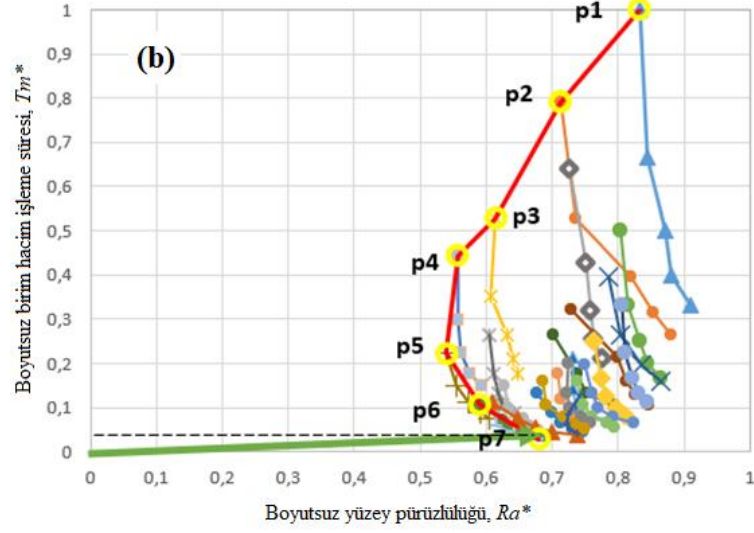 (b)
Boyutsuz birim hacim işleme süresi, Tm*
1
0,9
0,8
0,7
0,6
0,5
0,4
0,3
0,2
0,1
0
p1
p2
p3
p4
p5
p6
p7
0
0,1
0,2
0,3
0,4
0,5
0,6
0,7
0,8
0,9
1
Boyutsuz yüzey pürüzlülüğü, Ra*